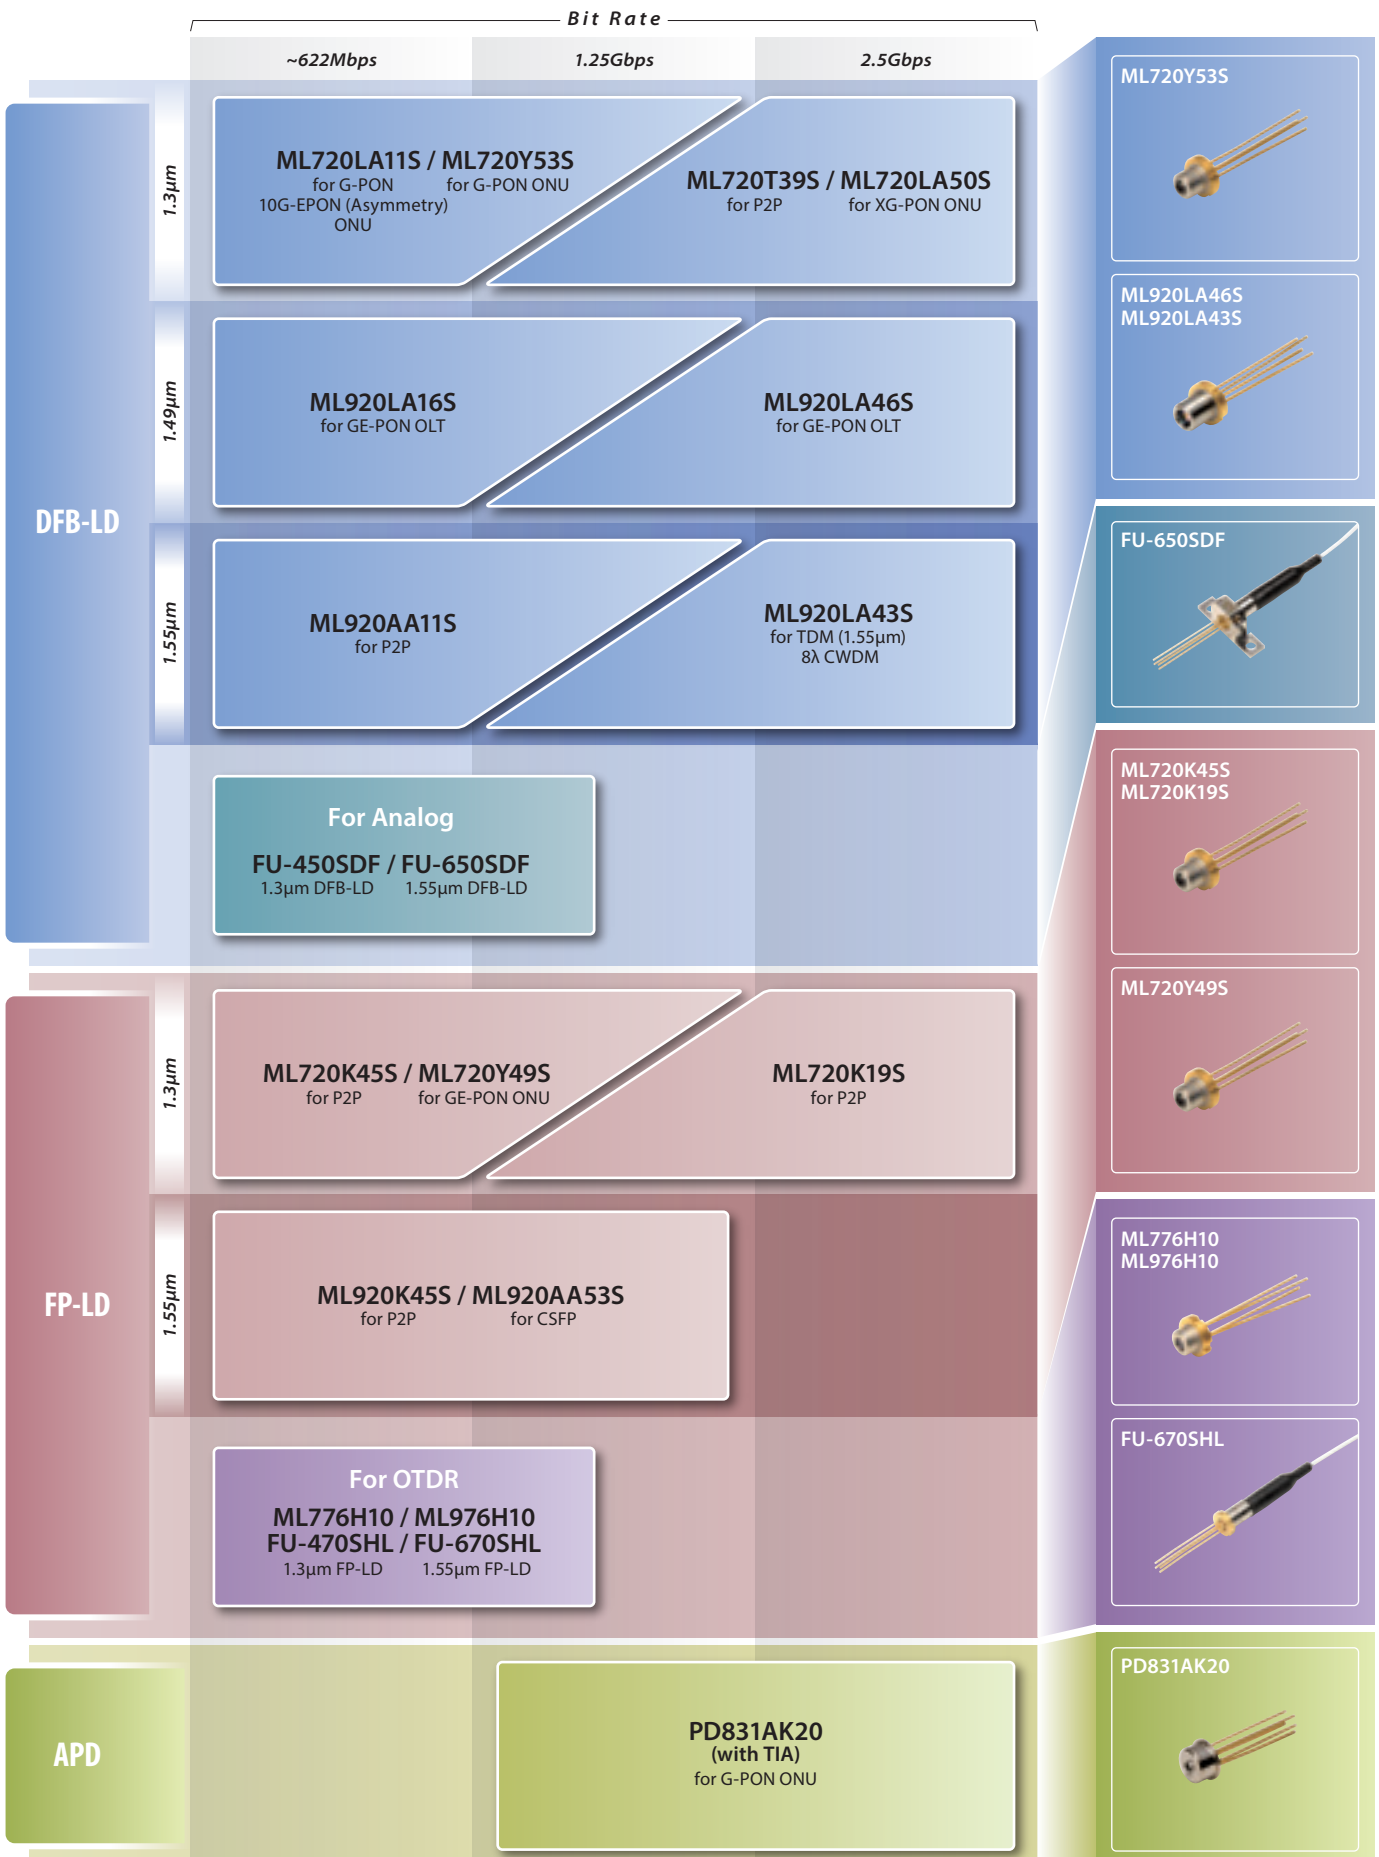 Bit Rate
~622Mbps
1.25Gbps
2.5Gbps
DFB-LD
1.3μm
ML720LA11S / ML720Y53S
for G-PON for G-PON ONU
10G-EPON (Asymmetry)
ONU
ML720T39S / ML720LA50S
for P2P for XG-PON ONU
1.49μm
ML920LA16S
for GE-PON OLT
ML920LA46S
for GE-PON OLT
1.55μm
ML920AA11S
for P2P
ML920LA43S
for TDM (1.55μm)
8λ CWDM
For Analog
FU-450SDF / FU-650SDF
1.3μm DFB-LD 1.55μm DFB-LD
FP-LD
1.3μm
ML720K45S / ML720Y49S
for P2P for GE-PON ONU
ML720K19S
for P2P
1.55μm
ML920K45S / ML920AA53S
for P2P for CSFP
For OTDR
ML776H10 / ML976H10
FU-470SHL / FU-670SHL
1.3μm FP-LD 1.55μm FP-LD
APD
PD831AK20
(with TIA)
for G-PON ONU
ML720Y53S
ML920LA46S
ML920LA43S
FU-650SDF
ML720K45S
ML720K19S
ML720Y49S
ML776H10
ML976H10
FU-670SHL
PD831AK20